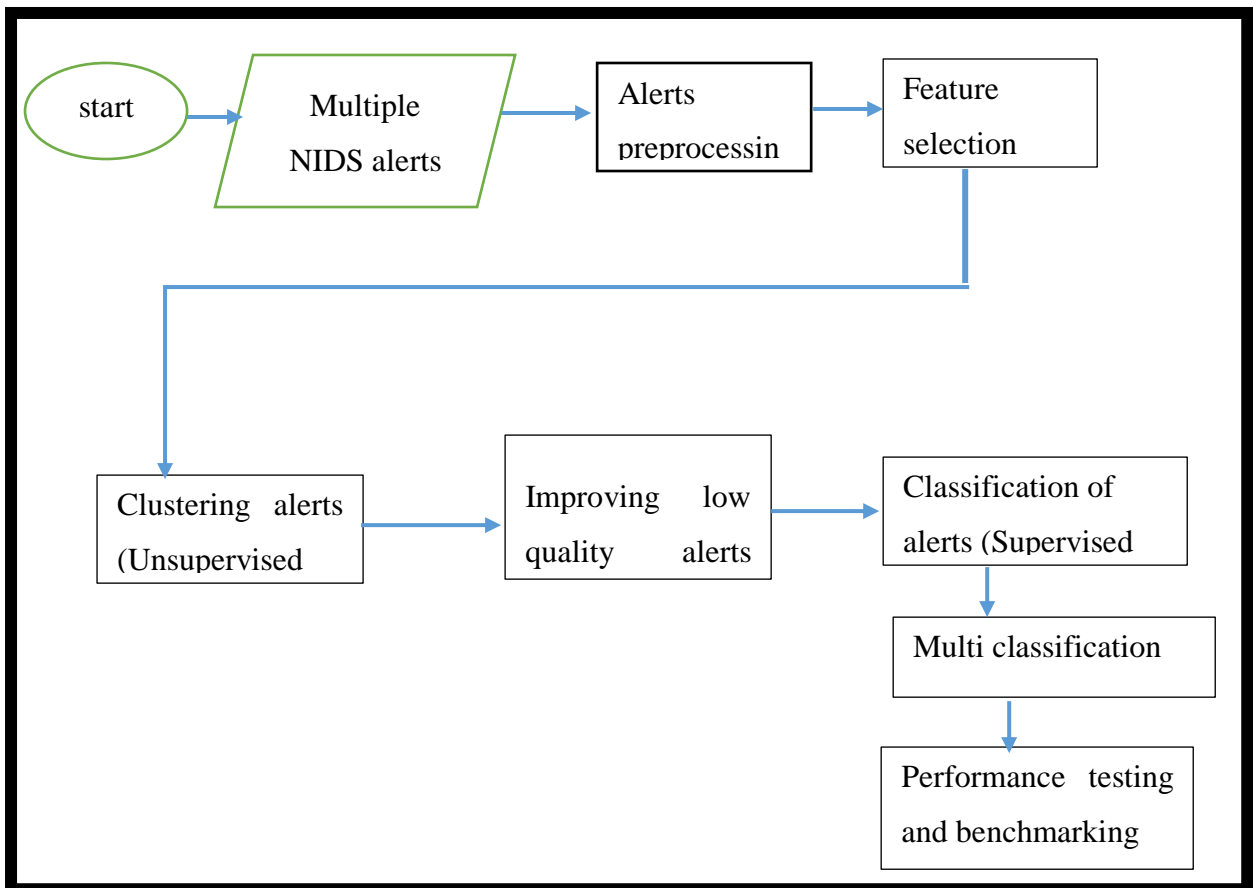 start
Multiple
NIDS alerts
Alerts
preprocessin
Feature
selection
Clustering alerts
(Unsupervised
Improving low
quality alerts
Classification of
alerts (Supervised
Multi classification
Performance testing
and benchmarking